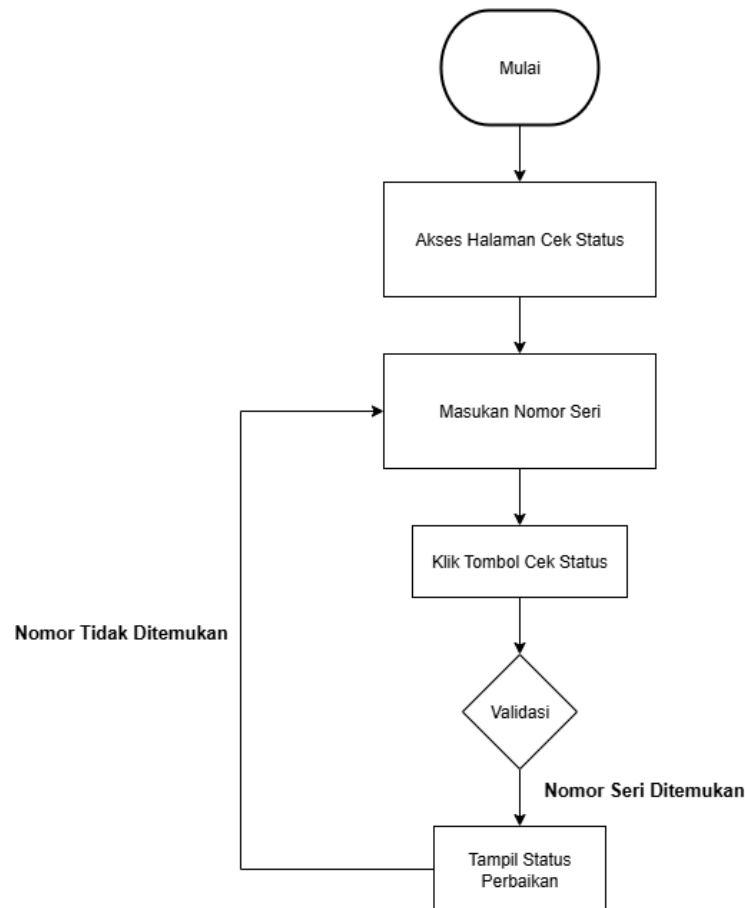 Mulai
Akses Halaman Cek Status
Masukan Nomor Seri
Klik Tombol Cek Status
Nomor Tidak Ditemukan
Validasi
Nomor Seri Ditemukan
Tampil Status
Perbaikan